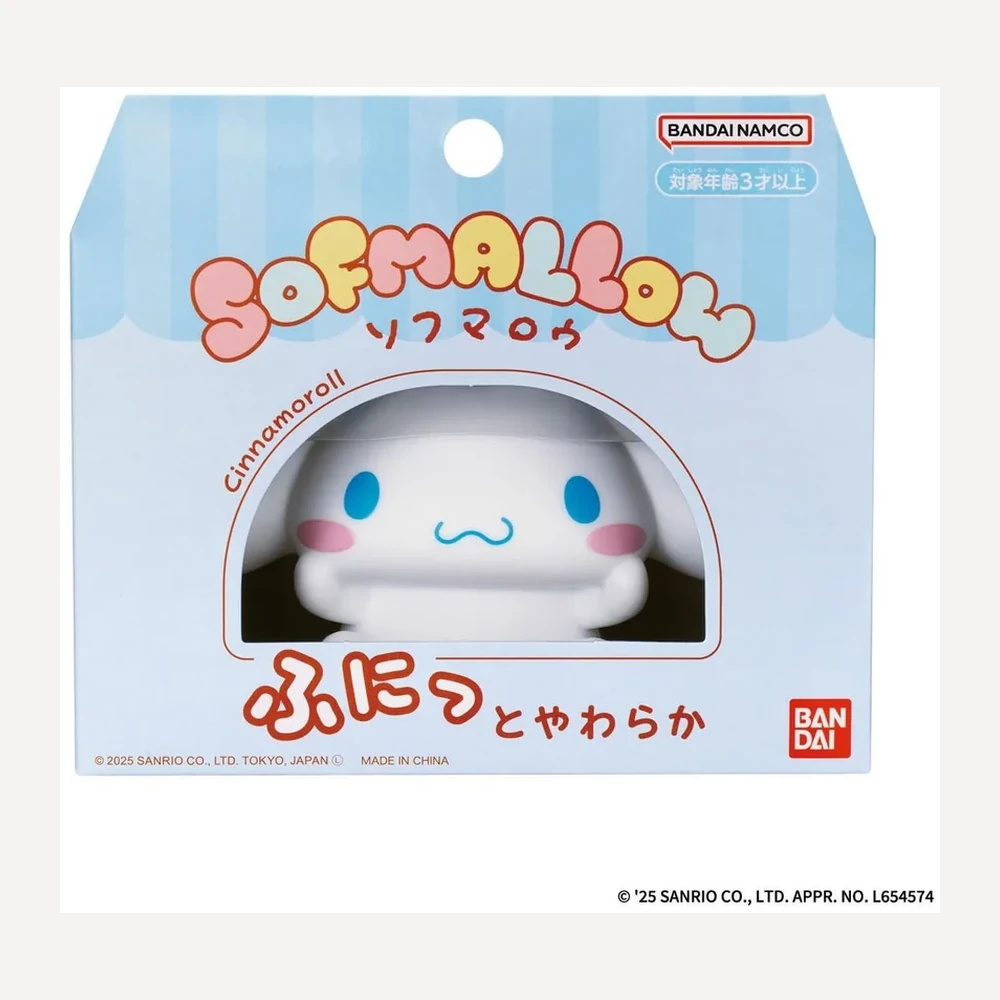 BANDAI NAMCO
対象年齢3才以上
SOFMALLOW
ソフマロウ
Cinnamoroll
ふにっとやわらか
BAN
DAI
© 2025 SANRIO CO., LTD. TOKYO, JAPAN Ⓛ MADE IN CHINA
© '25 SANRIO CO., LTD. APPR. NO. L654574